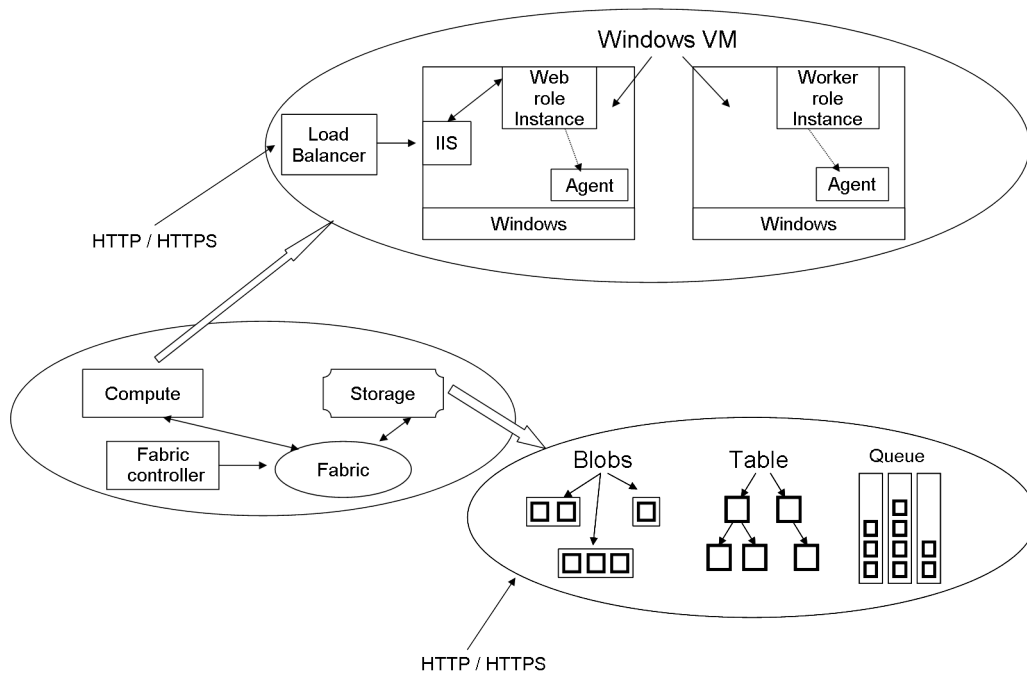 Windows VM
Web
role
Instance
Worker
role
Instance
Load
Balancer
IIS
Agent
Agent
Windows
Windows
HTTP / HTTPS
Compute
Storage
Fabric
controller
Fabric
Blobs
Table
Queue
HTTP / HTTPS